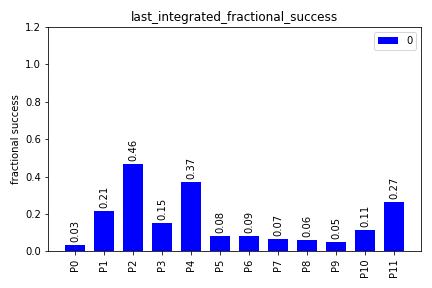 last_integrated_fractional_success
1.2
1.0
0.8
0.6
0.4
0.2
0.0
fractional success
0
0.03
0.21
0.46
0.15
0.37
0.08
0.09
0.07
0.06
0.05
0.11
0.27
P0
P1
P2
P3
P4
P5
P6
P7
P8
P9
P10
P11